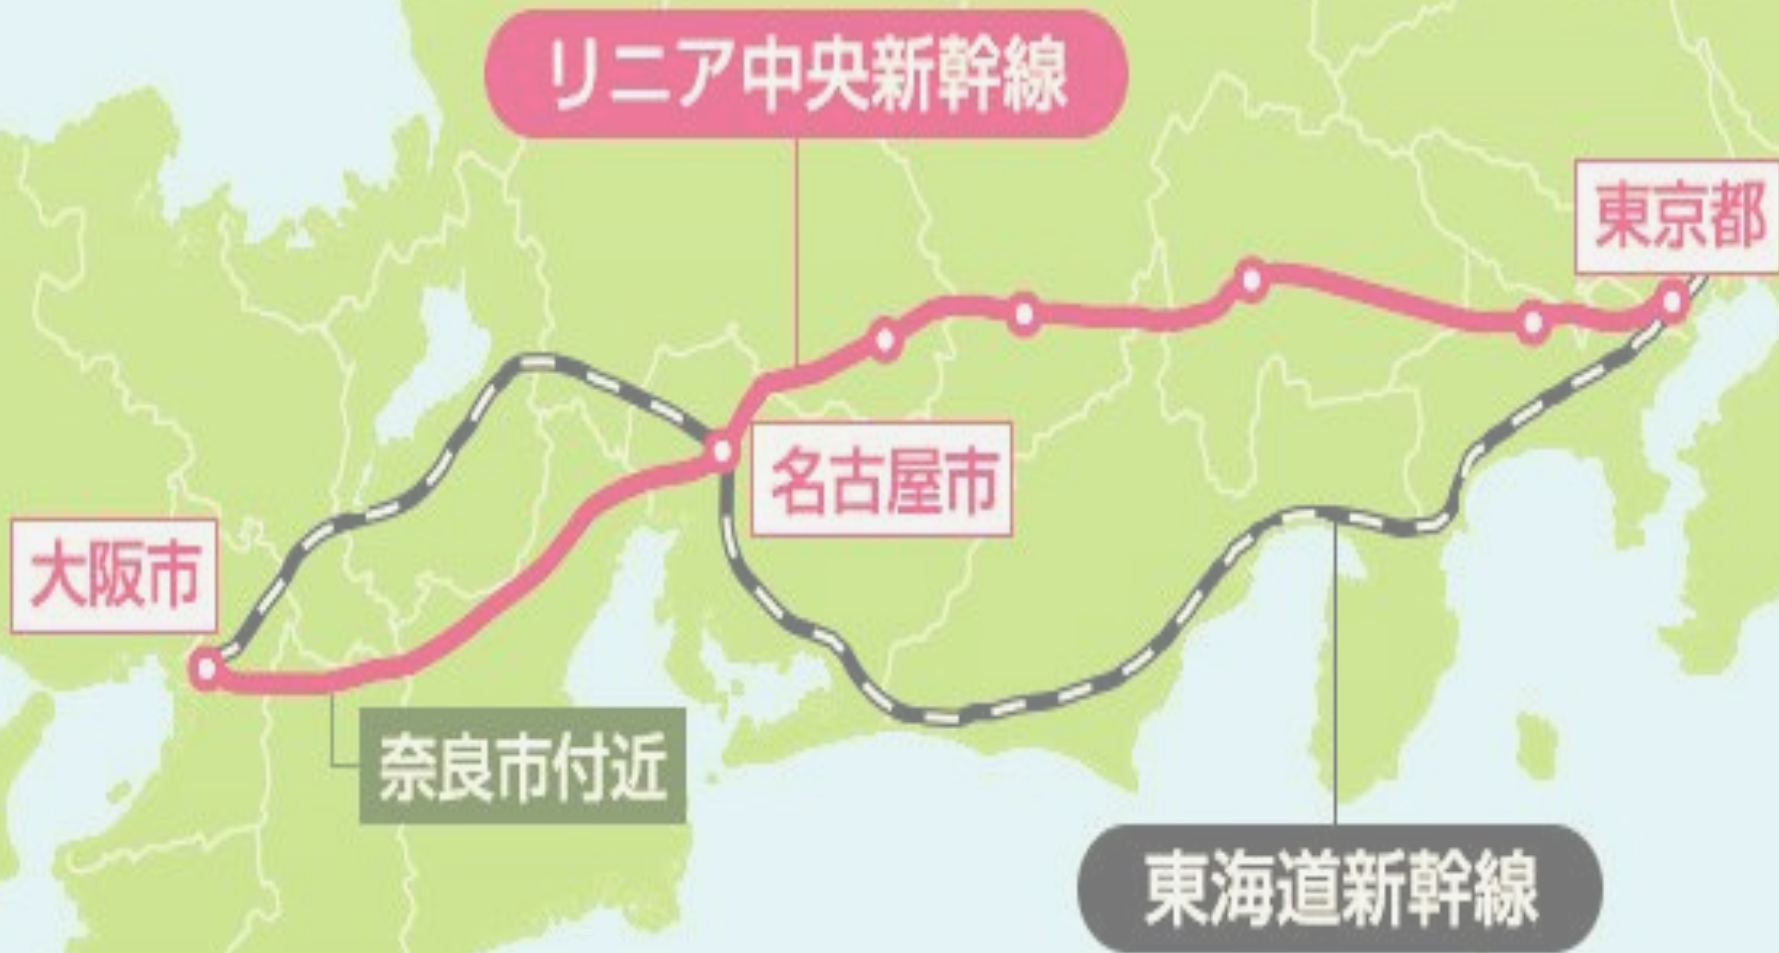 リニア中央新幹線
東京都
名古屋市
大阪市
奈良市付近
東海道新幹線